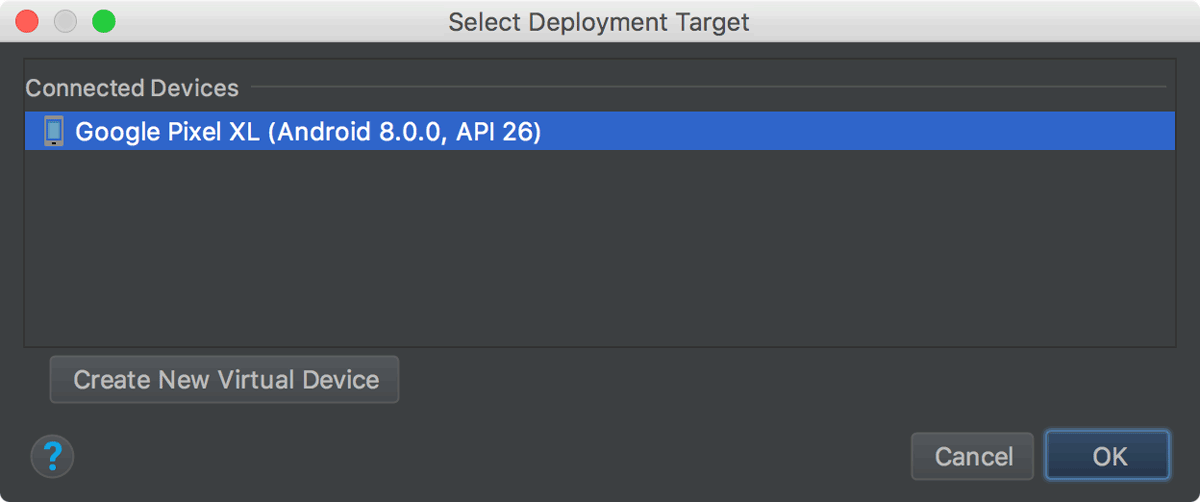 Select Deployment Target
Connected Devices
Google Pixel XL (Android 8.0.0, API 26)
Create New Virtual Device
?
Cancel
OK